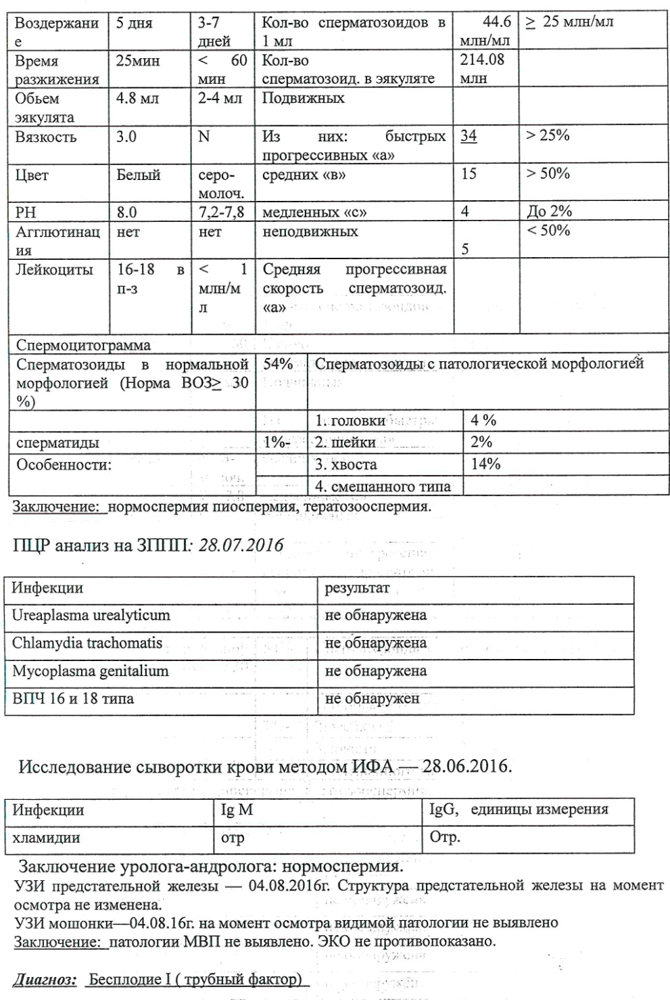 Воздержани 5 дня 3-7 Кол-во сперматозоидов в 44.6 ≥ 25 млн/мл
е дней 1 мл млн/мл
Время 25мин < 60 Кол-во 214.08
разжижения мин сперматозоид. в эякуляте млн
Обьем 4.8 мл 2-4 мл Подвижных
эякулята
Вязкость 3.0 N Из них: быстрых 34 > 25%
прогрессивных «а»
Цвет Белый серо- средних «в» 15 > 50%
молоч.
РН 8.0 7,2-7,8 медленных «с» 4 До 2%
Агглютинац нет нет неподвижных < 50%
ия 5
Лейкоциты 16-18 в < 1 Средняя прогрессивная
п-з млн/м скорость сперматозоид.
л «а»
Спермоцитограмма
Сперматозоиды в нормальной 54% Сперматозоиды с патологической морфологией
морфологией (Норма ВОЗ≥ 30
%)
1. головки 4 %
сперматиды 1%- 2. шейки 2%
Особенности: 3. хвоста 14%
4. смешанного типа
Заключение: нормоспермия пиоспермия, тератозооспермия.
ПЦР анализ на ЗППП: 28.07.2016
Инфекции результат
Ureaplasma urealyticum не обнаружена
Chlamydia trachomatis не обнаружена
Mycoplasma genitalium не обнаружена
ВПЧ 16 и 18 типа не обнаружен
Исследование сыворотки крови методом ИФА — 28.06.2016.
Инфекции Ig M IgG, единицы измерения
хламидии отр Отр.
Заключение уролога-андролога: нормоспермия.
УЗИ предстательной железы — 04.08.2016г. Структура предстательной железы на момент
осмотра не изменена.
УЗИ мошонки—04.08.16г. на момент осмотра видимой патологии не выявлено
Заключение: патологии МВП не выявлено. ЭКО не противопоказано.
Диагноз: Бесплодие I ( трубный фактор)